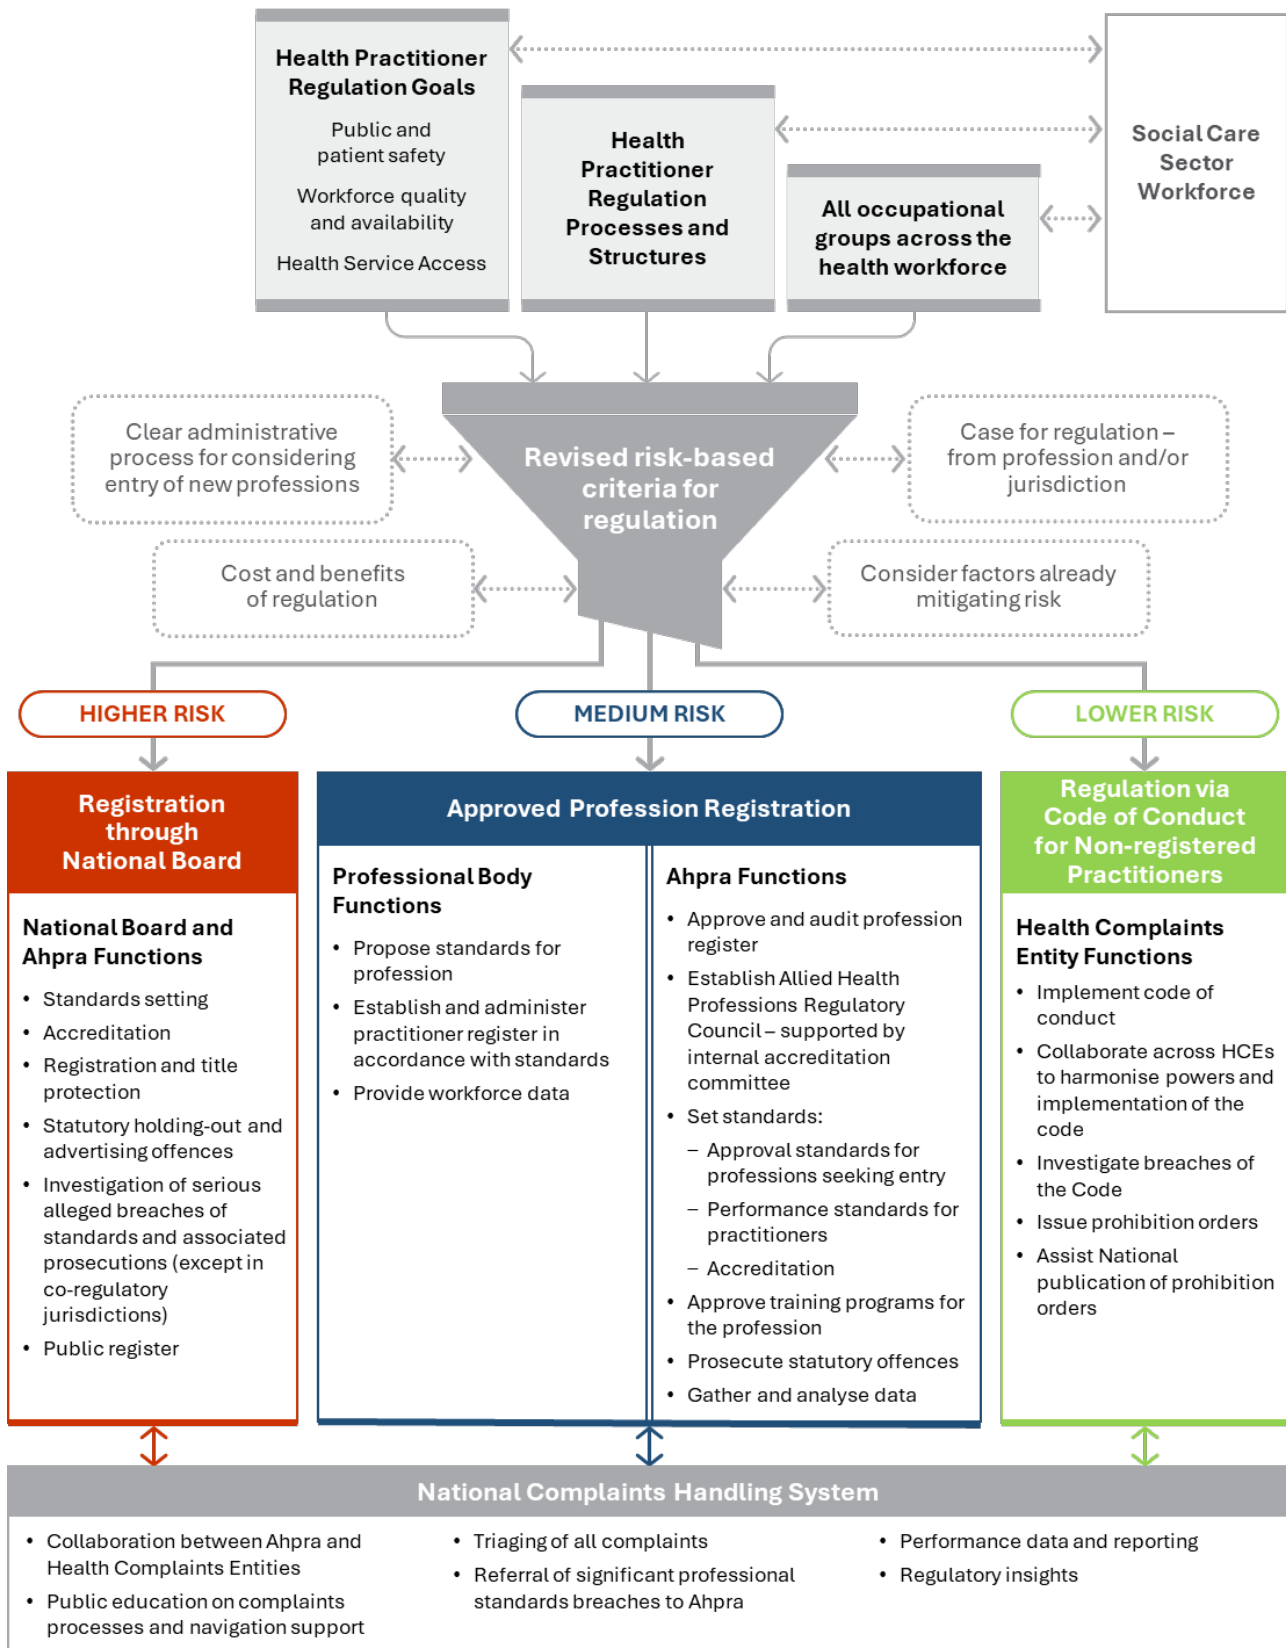 Health Practitioner
Regulation Goals
Public and
patient safety
Workforce quality
and availability
Health Service Access
Health
Practitioner
Regulation
Processes and
Structures
All occupational
groups across the
health workforce
Social Care
Sector
Workforce
Clear administrative
process for considering
entry of new professions
Revised risk-based
criteria for
regulation
Case for regulation –
from profession and/or
jurisdiction
Cost and benefits
of regulation
Consider factors already
mitigating risk
HIGHER RISK
MEDIUM RISK
LOWER RISK
Registration
through
National Board
National Board and
Ahpra Functions
• Standards setting
• Accreditation
• Registration and title
protection
• Statutory holding-out and
advertising offences
• Investigation of serious
alleged breaches of
standards and associated
prosecutions (except in
co-regulatory
jurisdictions)
• Public register
Approved Profession Registration
Professional Body
Functions
• Propose standards for
profession
• Establish and administer
practitioner register in
accordance with standards
• Provide workforce data
Ahpra Functions
• Approve and audit profession
register
• Establish Allied Health
Professions Regulatory
Council – supported by
internal accreditation
committee
• Set standards:
– Approval standards for
professions seeking entry
– Performance standards for
practitioners
– Accreditation
• Approve training programs for
the profession
• Prosecute statutory offences
• Gather and analyse data
Regulation via
Code of Conduct
for Non-registered
Practitioners
Health Complaints
Entity Functions
• Implement code of
conduct
• Collaborate across HCEs
to harmonise powers and
implementation of the
code
• Investigate breaches of
the Code
• Issue prohibition orders
• Assist National
publication of prohibition
orders
National Complaints Handling System
• Collaboration between Ahpra and
Health Complaints Entities
• Public education on complaints
processes and navigation support
• Triaging of all complaints
• Referral of significant professional
standards breaches to Ahpra
• Performance data and reporting
• Regulatory insights